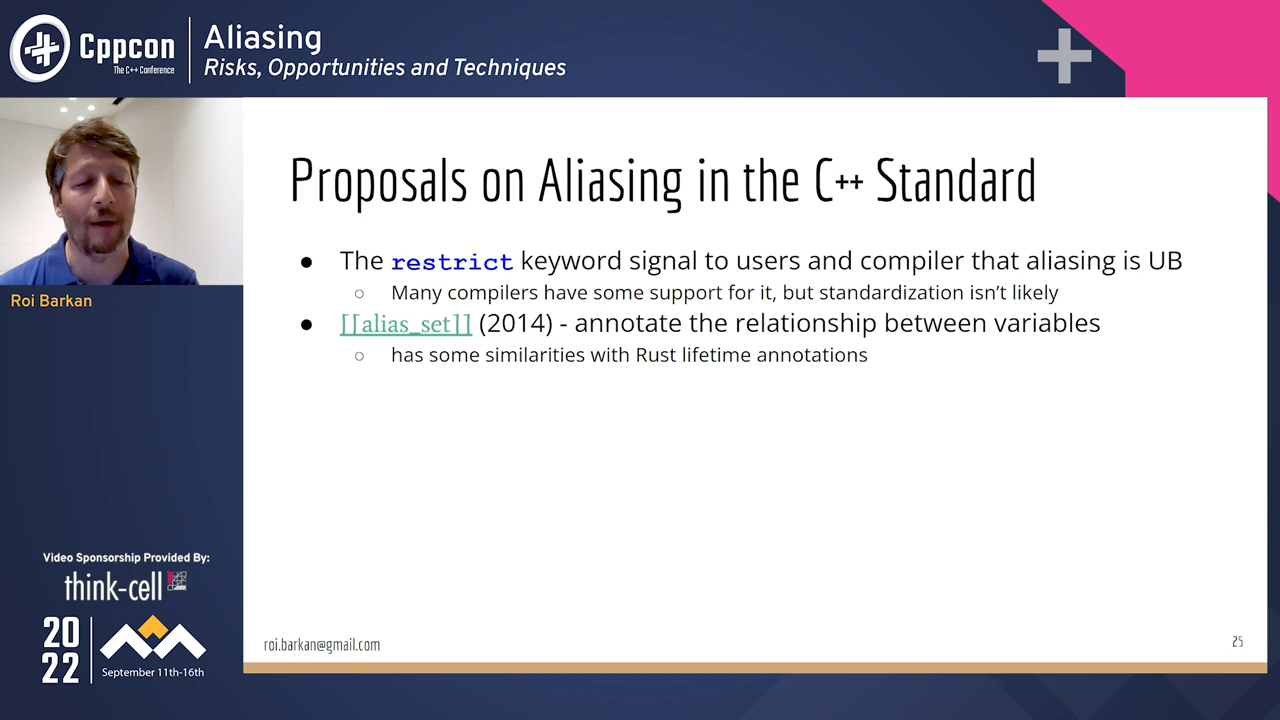 Cppcon
The C++ Conference
Aliasing
Risks, Opportunities and Techniques
Roi Barkan
Proposals on Aliasing in the C++ Standard
● The restrict keyword signal to users and compiler that aliasing is UB
○ Many compilers have some support for it, but standardization isn't likely
● [[alias_set]] (2014) - annotate the relationship between variables
○ has some similarities with Rust lifetime annotations
Video Sponsorship Provided By:
think-cell
20
22
September 11th-16th
roi.barkan@gmail.com
25